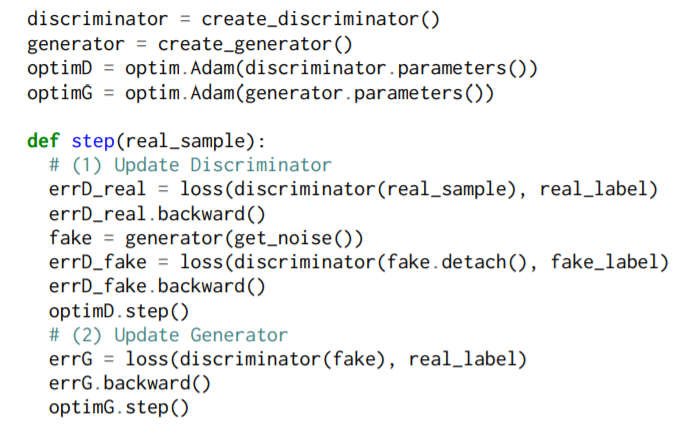 discriminator = create_discriminator()
generator = create_generator()
optimD = optim.Adam(discriminator.parameters())
optimG = optim.Adam(generator.parameters())

def step(real_sample):
  # (1) Update Discriminator
  errD_real = loss(discriminator(real_sample), real_label)
  errD_real.backward()
  fake = generator(get_noise())
  errD_fake = loss(discriminator(fake.detach(), fake_label)
  errD_fake.backward()
  optimD.step()
  # (2) Update Generator
  errG = loss(discriminator(fake), real_label)
  errG.backward()
  optimG.step()